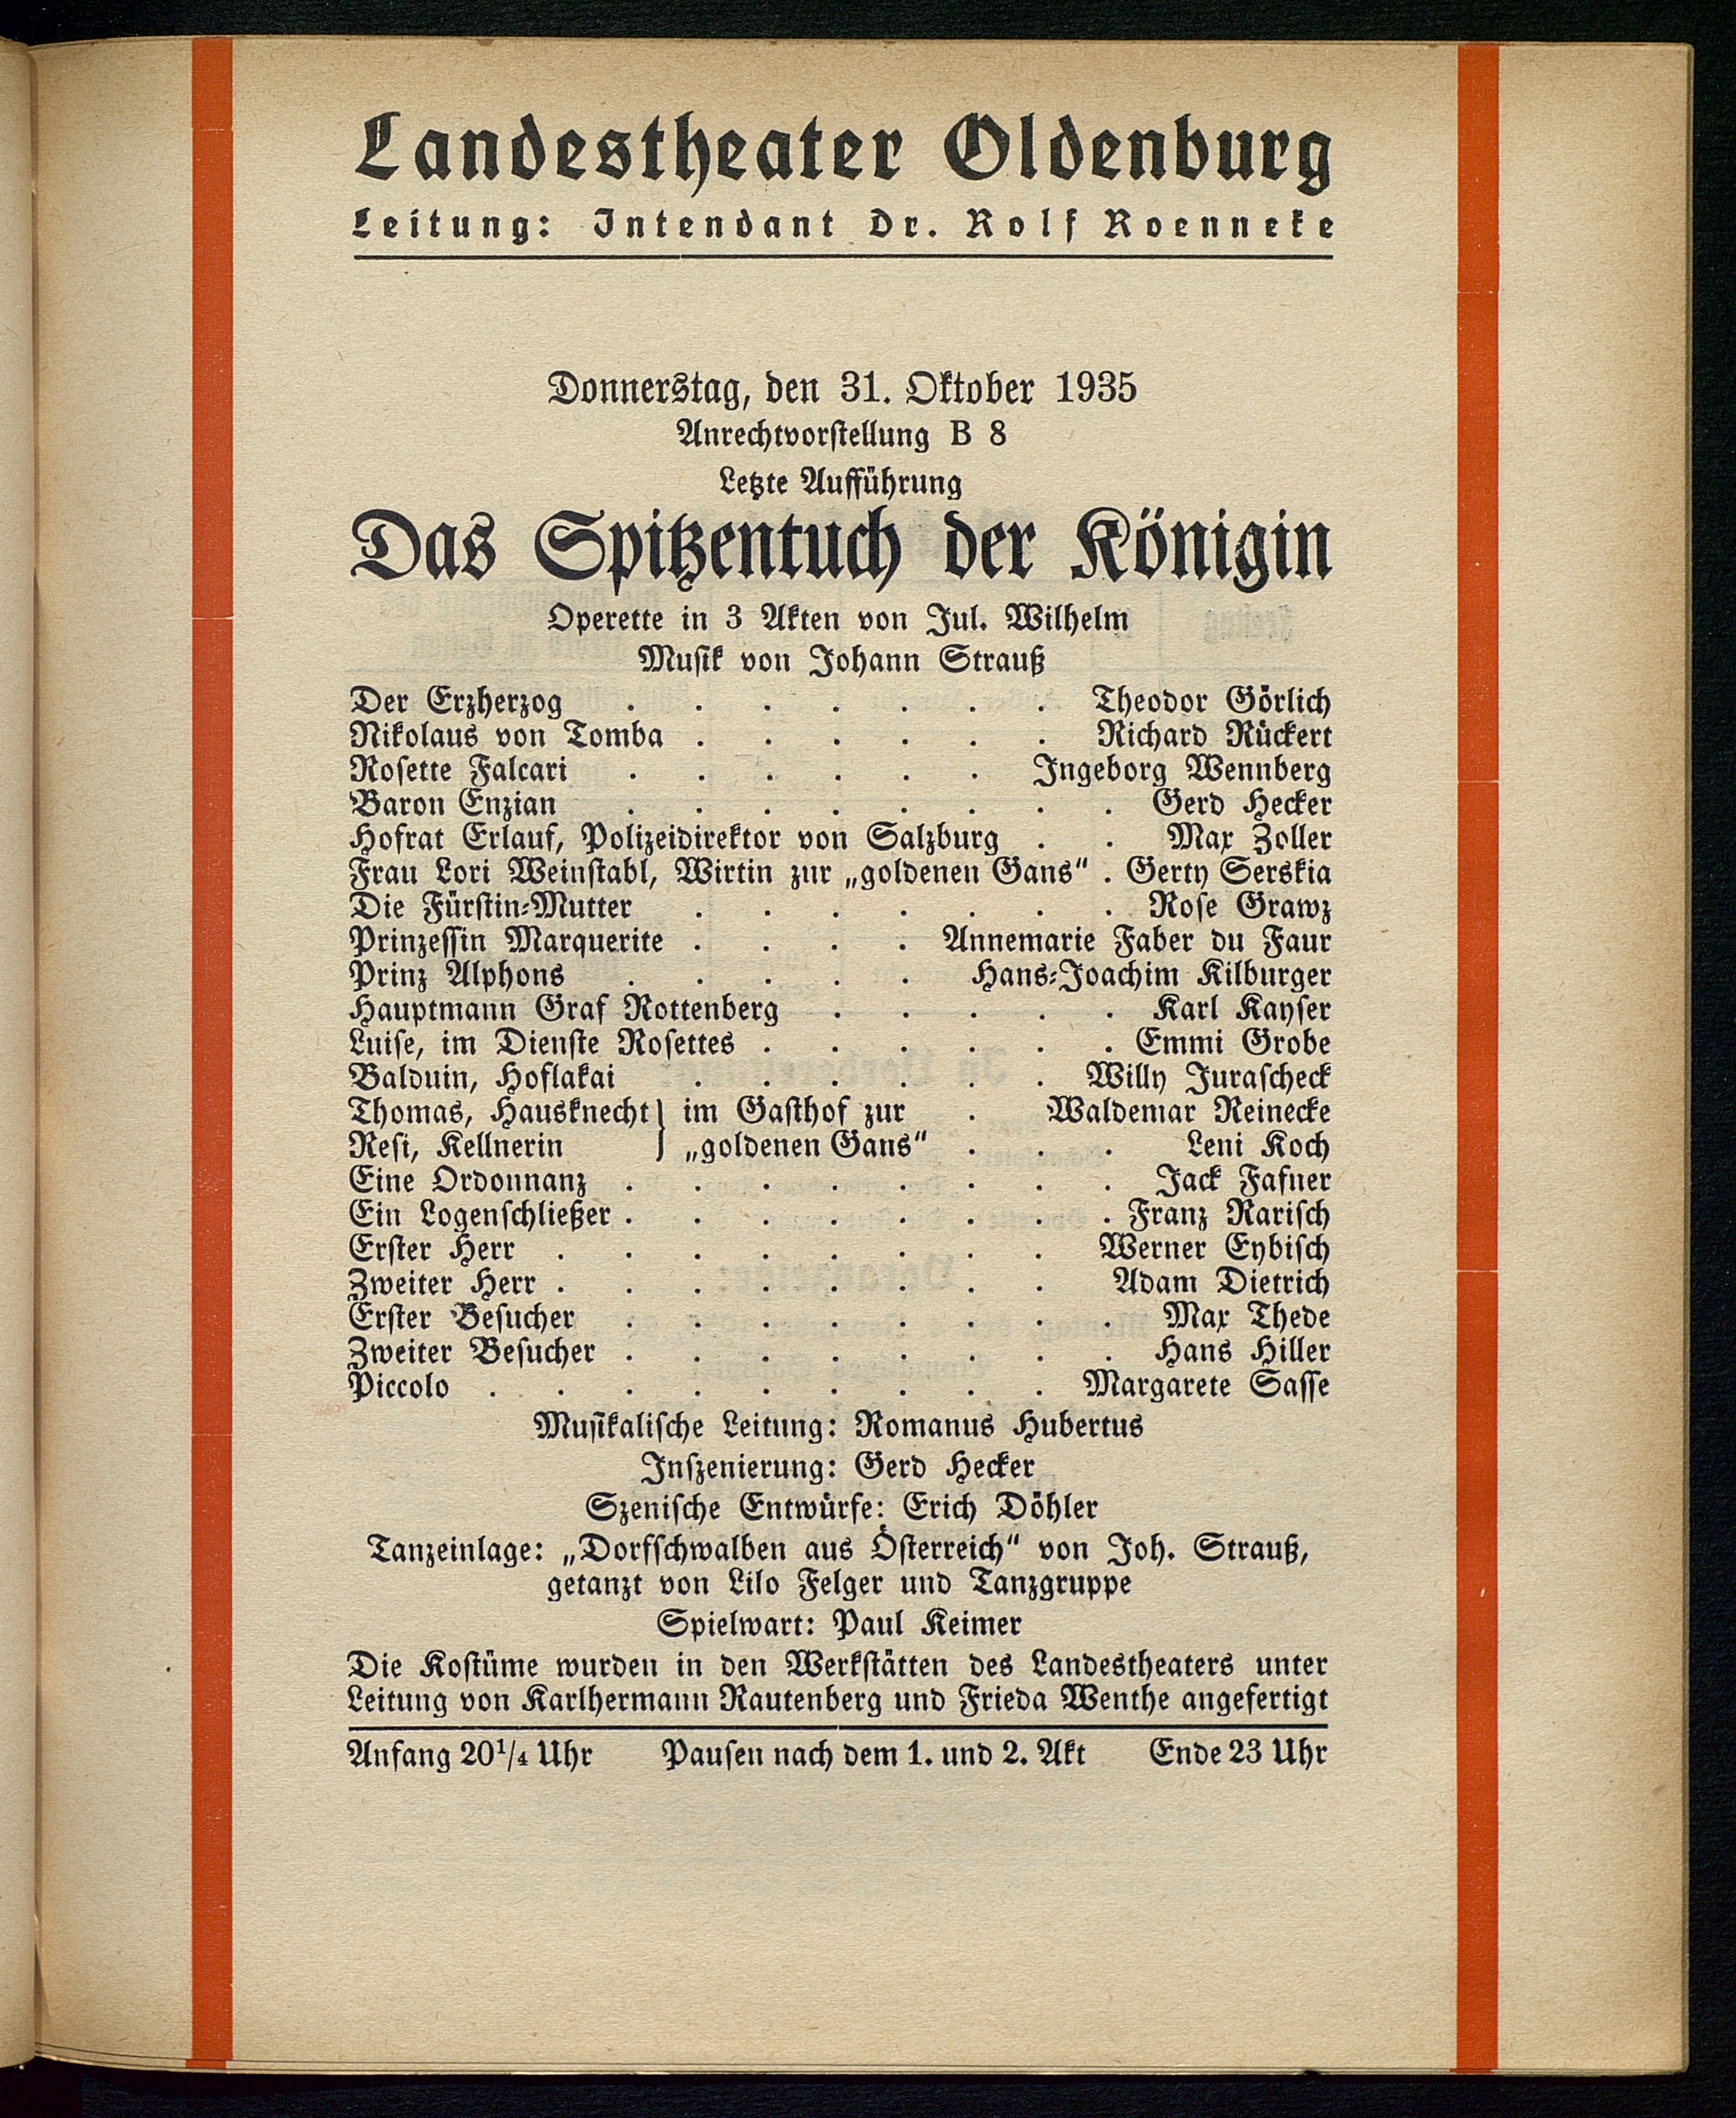 Landestheater Oldenburg
Leitung: Intendant Dr. Rolf Roenneke
Donnerstag, den 31. Oktober 1935
Anrechtvorstellung B 8
Letzte Aufführung
Das Spitzentuch der Königin
Operette in 3 Akten von Jul. Wilhelm
Musik von Johann Strauß
Der Erzherzog . . . . . . . Theodor Görlich
Nikolaus von Tomba . . . . . . Richard Rückert
Rosette Falcari . . . . . . Ingeborg Wennberg
Baron Enzian . . . . . . . . Gerd Hecker
Hofrat Erlauf, Polizeidirektor von Salzburg . . Max Zoller
Frau Lori Weinstabl, Wirtin zur „goldenen Gans“ . Gerty Serskia
Die Fürstin-Mutter . . . . . . . Rose Grawz
Prinzessin Marquerite . . . . Annemarie Faber du Faur
Prinz Alphons . . . . . Hans-Joachim Kilburger
Hauptmann Graf Rottenberg . . . . . Karl Kayser
Luise, im Dienste Rosettes . . . . . . Emmi Grobe
Balduin, Hoflakai . . . . . . Willy Jurascheck
Thomas, Hausknecht } im Gasthof zur . Waldemar Reinecke
Resi, Kellnerin } „goldenen Gans“ . . . Leni Koch
Eine Ordonnanz . . . . . . . . Jack Fafner
Ein Logenschließer . . . . . . . . Franz Rarisch
Erster Herr . . . . . . . . Werner Eybisch
Zweiter Herr . . . . . . . . Adam Dietrich
Erster Besucher . . . . . . . . Max Thede
Zweiter Besucher . . . . . . . . Hans Hiller
Piccolo . . . . . . . . . Margarete Sasse
Musikalische Leitung: Romanus Hubertus
Inszenierung: Gerd Hecker
Szenische Entwürfe: Erich Döhler
Tanzeinlage: „Dorfschwalben aus Österreich“ von Joh. Strauß,
getanzt von Lilo Felger und Tanzgruppe
Spielwart: Paul Keimer
Die Kostüme wurden in den Werkstätten des Landestheaters unter
Leitung von Karlhermann Rautenberg und Frieda Wenthe angefertigt
Anfang 20¼ Uhr Pausen nach dem 1. und 2. Akt Ende 23 Uhr